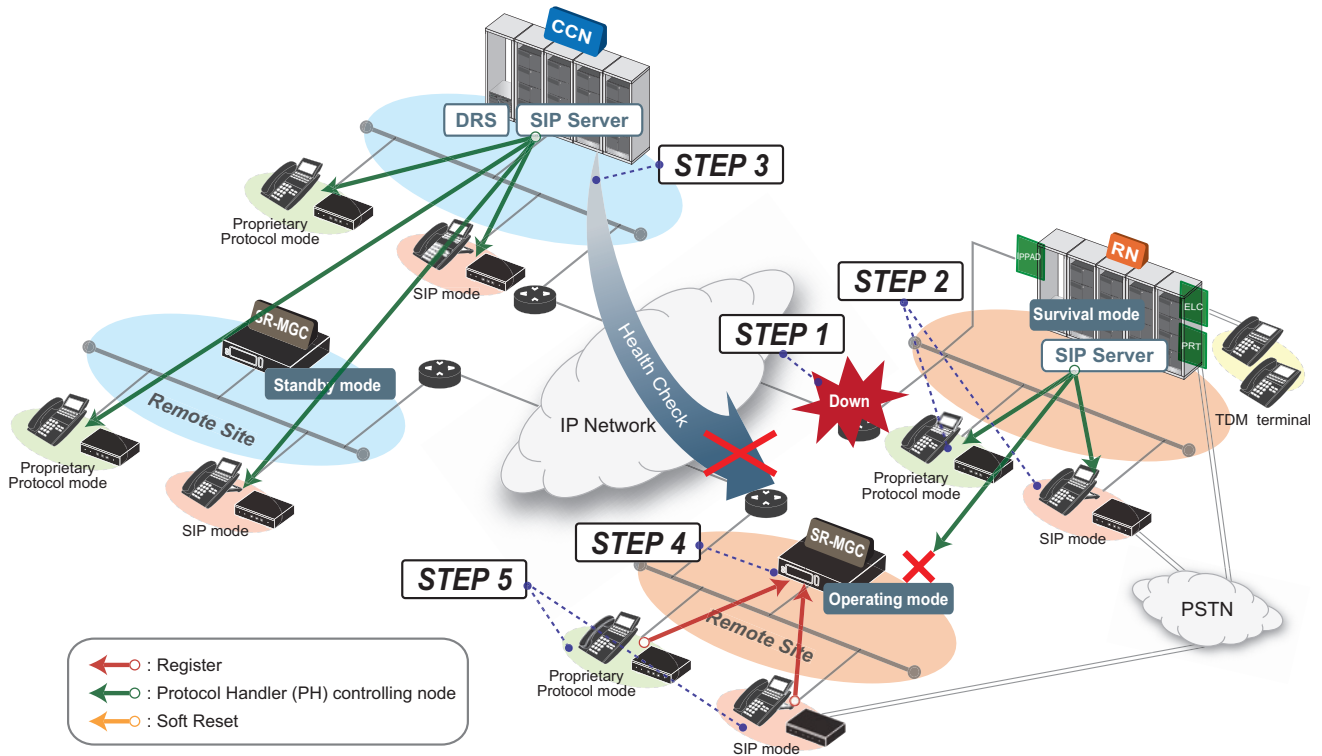 CCN
DRS
SIP Server
STEP 3
Proprietary
Protocol mode
SIP mode
RN
IPPAD
ELC
PRT
Survival mode
SIP Server
TDM terminal
STEP 2
STEP 1
Down
Health Check
IP Network
SR-MGC
Standby mode
Remote Site
Proprietary
Protocol mode
SIP mode
Proprietary
Protocol mode
SIP mode
STEP 4
SR-MGC
Operating mode
Remote Site
STEP 5
PSTN
Proprietary
Protocol mode
SIP mode
: Register
: Protocol Handler (PH) controlling node
: Soft Reset